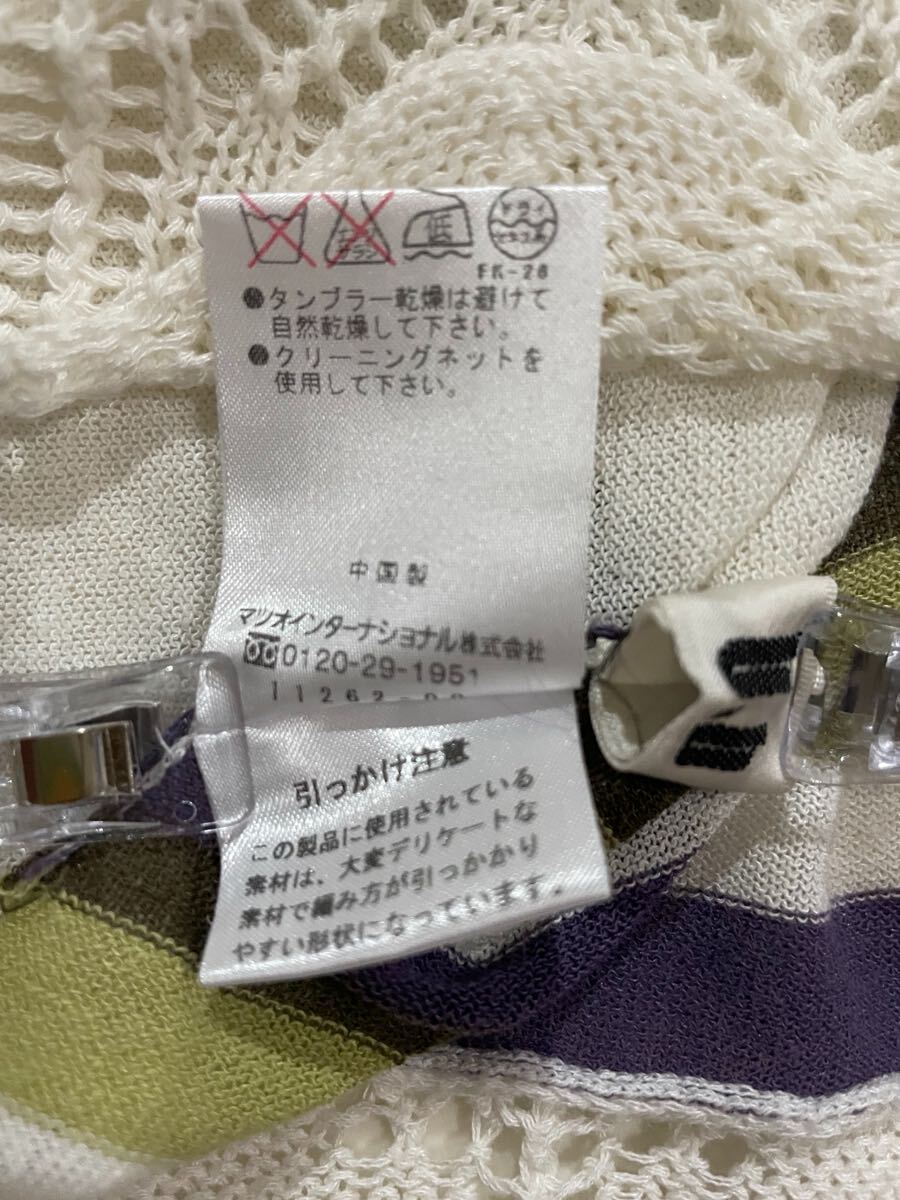 低
ドライ
セキユ系
FK-28
●タンブラー乾燥は避けて
自然乾燥して下さい。
●クリーニングネットを
使用して下さい。
中国製
マツオインターナショナル株式会社
0120-29-1951
引っかけ注意
この製品に使用されている
素材は、大変デリケートな
素材で編み方が引っかかり
やすい形状になっています。